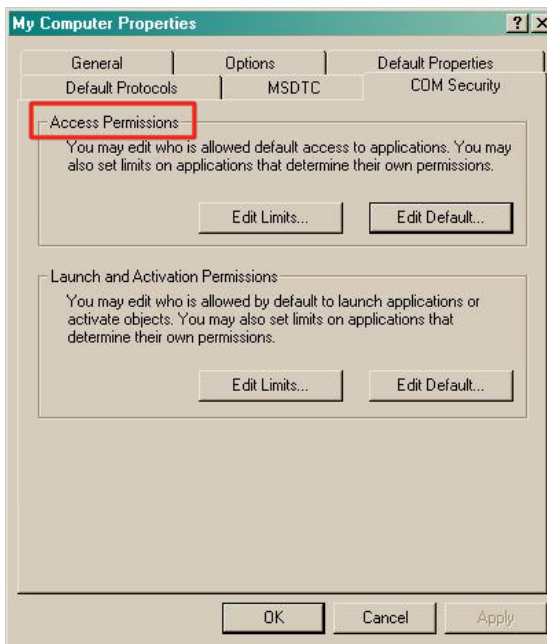 My Computer Properties
General Options Default Properties
Default Protocols MSDTC COM Security
Access Permissions
You may edit who is allowed default access to applications. You may
also set limits on applications that determine their own permissions.
Edit Limits... Edit Default...
Launch and Activation Permissions
You may edit who is allowed by default to launch applications or
activate objects. You may also set limits on applications that
determine their own permissions.
Edit Limits... Edit Default...
OK Cancel Apply